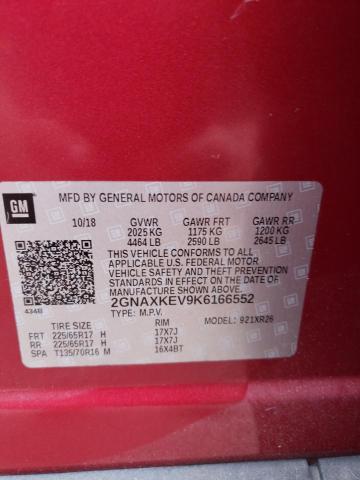 GM
MFD BY GENERAL MOTORS OF CANADA COMPANY
10/18 GVWR GAWR FRT GAWR RR
2025 KG 1175 KG 1200 KG
4464 LB 2590 LB 2645 LB
THIS VEHICLE CONFORMS TO ALL
APPLICABLE U.S. FEDERAL MOTOR
VEHICLE SAFETY AND THEFT PREVENTION
STANDARDS IN EFFECT ON THE DATE OF
MANUFACTURE SHOWN ABOVE.
2GNAXKEV9K6166552
434B TYPE: M.P.V. MODEL: 921XR26
TIRE SIZE RIM
FRT 225/65R17 H 17X7J
RR 225/65R17 H 17X7J
SPA T135/70R16 M 16X4BT